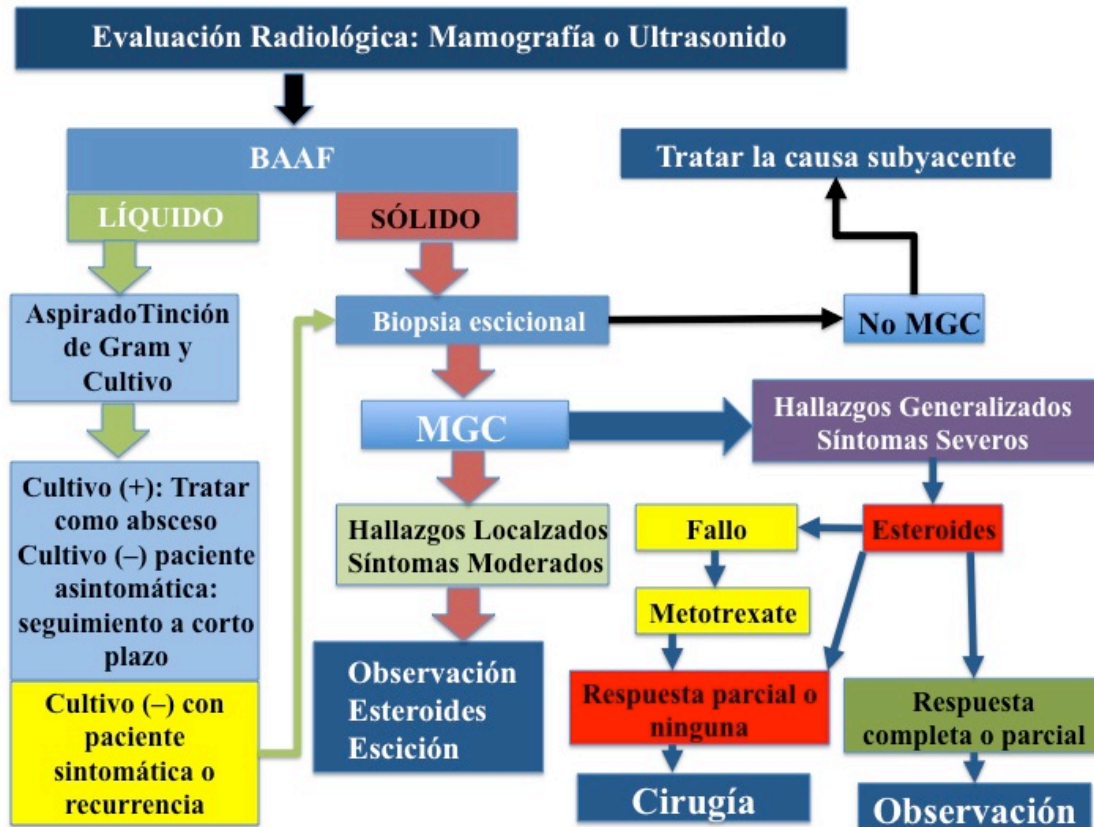 Evaluación Radiológica: Mamografía o Ultrasonido
BAAF
LÍQUIDO
SÓLIDO
Tratar la causa subyacente
AspiradoTinción
de Gram y
Cultivo
Biopsia escicional
No MGC
MGC
Hallazgos Generalizados
Síntomas Severos
Cultivo (+): Tratar
como absceso
Cultivo (–) paciente
asintomática:
seguimiento a corto
plazo
Cultivo (–) con
paciente
sintomática o
recurrencia
Hallazgos Localzados
Síntomas Moderados
Observación
Esteroides
Escición
Fallo
Esteroides
Metotrexate
Respuesta parcial o
ninguna
Respuesta
completa o parcial
Cirugía
Observación